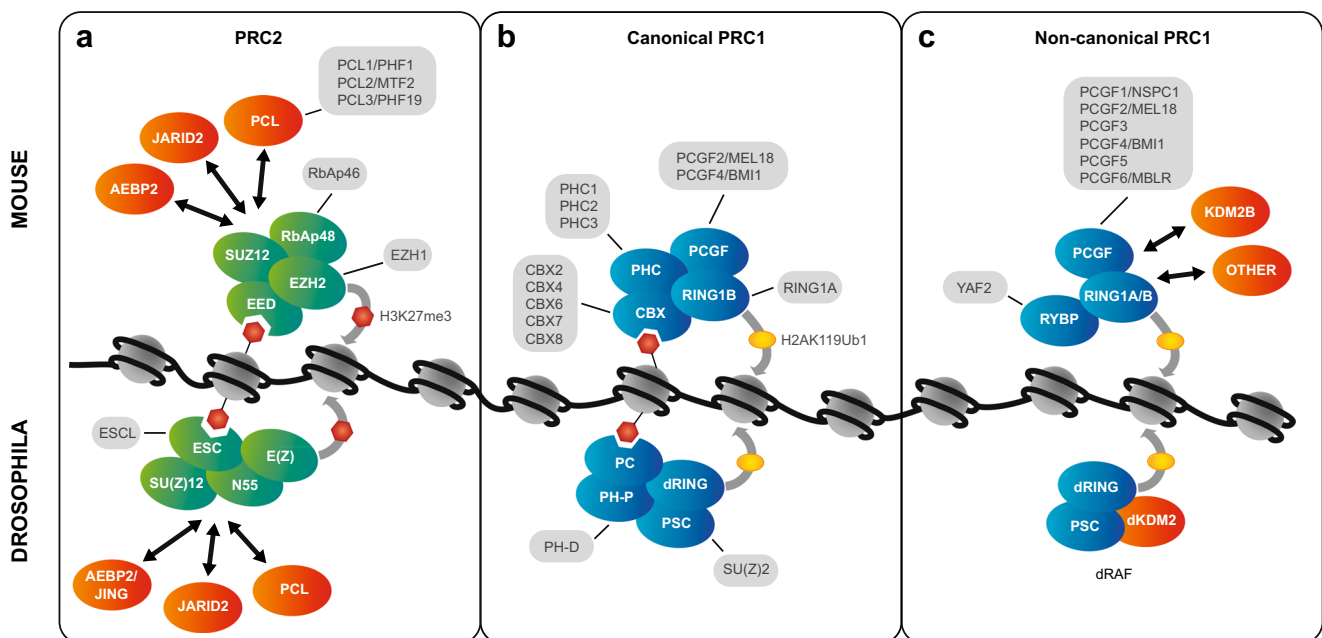 MOUSE
DROSOPHILA
a
PRC2
PCL1/PHF1
PCL2/MTF2
PCL3/PHF19
PCL
JARID2
AEBP2
RbAp46
RbAp48
SUZ12
EZH2
EZH1
EED
H3K27me3
ESCL
ESC
E(Z)
SU(Z)12
N55
AEBP2/
JING
JARID2
PCL
b
Canonical PRC1
PCGF2/MEL18
PCGF4/BMI1
PHC1
PHC2
PHC3
PCGF
PHC
CBX2
CBX4
CBX6
CBX7
CBX8
RING1B
RING1A
CBX
H2AK119Ub1
PC
dRING
PH-P
PSC
PH-D
SU(Z)2
c
Non-canonical PRC1
PCGF1/NSPC1
PCGF2/MEL18
PCGF3
PCGF4/BMI1
PCGF5
PCGF6/MBLR
KDM2B
PCGF
OTHER
YAF2
RING1A/B
RYBP
dRING
PSC
dKDM2
dRAF